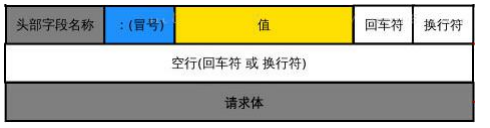 头部字段名称 :(冒号) 值 回车符 换行符
空行(回车符 或 换行符)
请求体